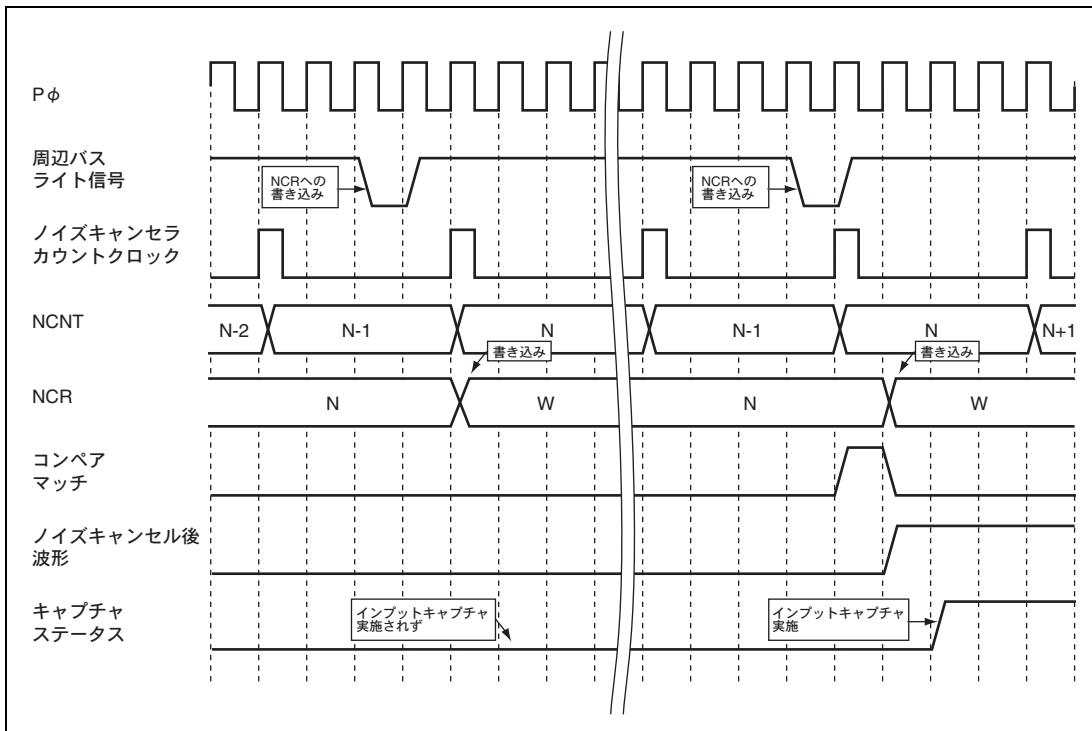 Pφ
周辺バス
ライト信号
NCRへの
書き込み
NCRへの
書き込み
ノイズキャンセラ
カウントクロック
NCNT
N-2
N-1
N
N-1
N
N+1
書き込み
書き込み
NCR
N
W
N
W
コンペア
マッチ
ノイズキャンセル後
波形
キャプチャ
ステータス
インプットキャプチャ
実施されず
インプットキャプチャ
実施